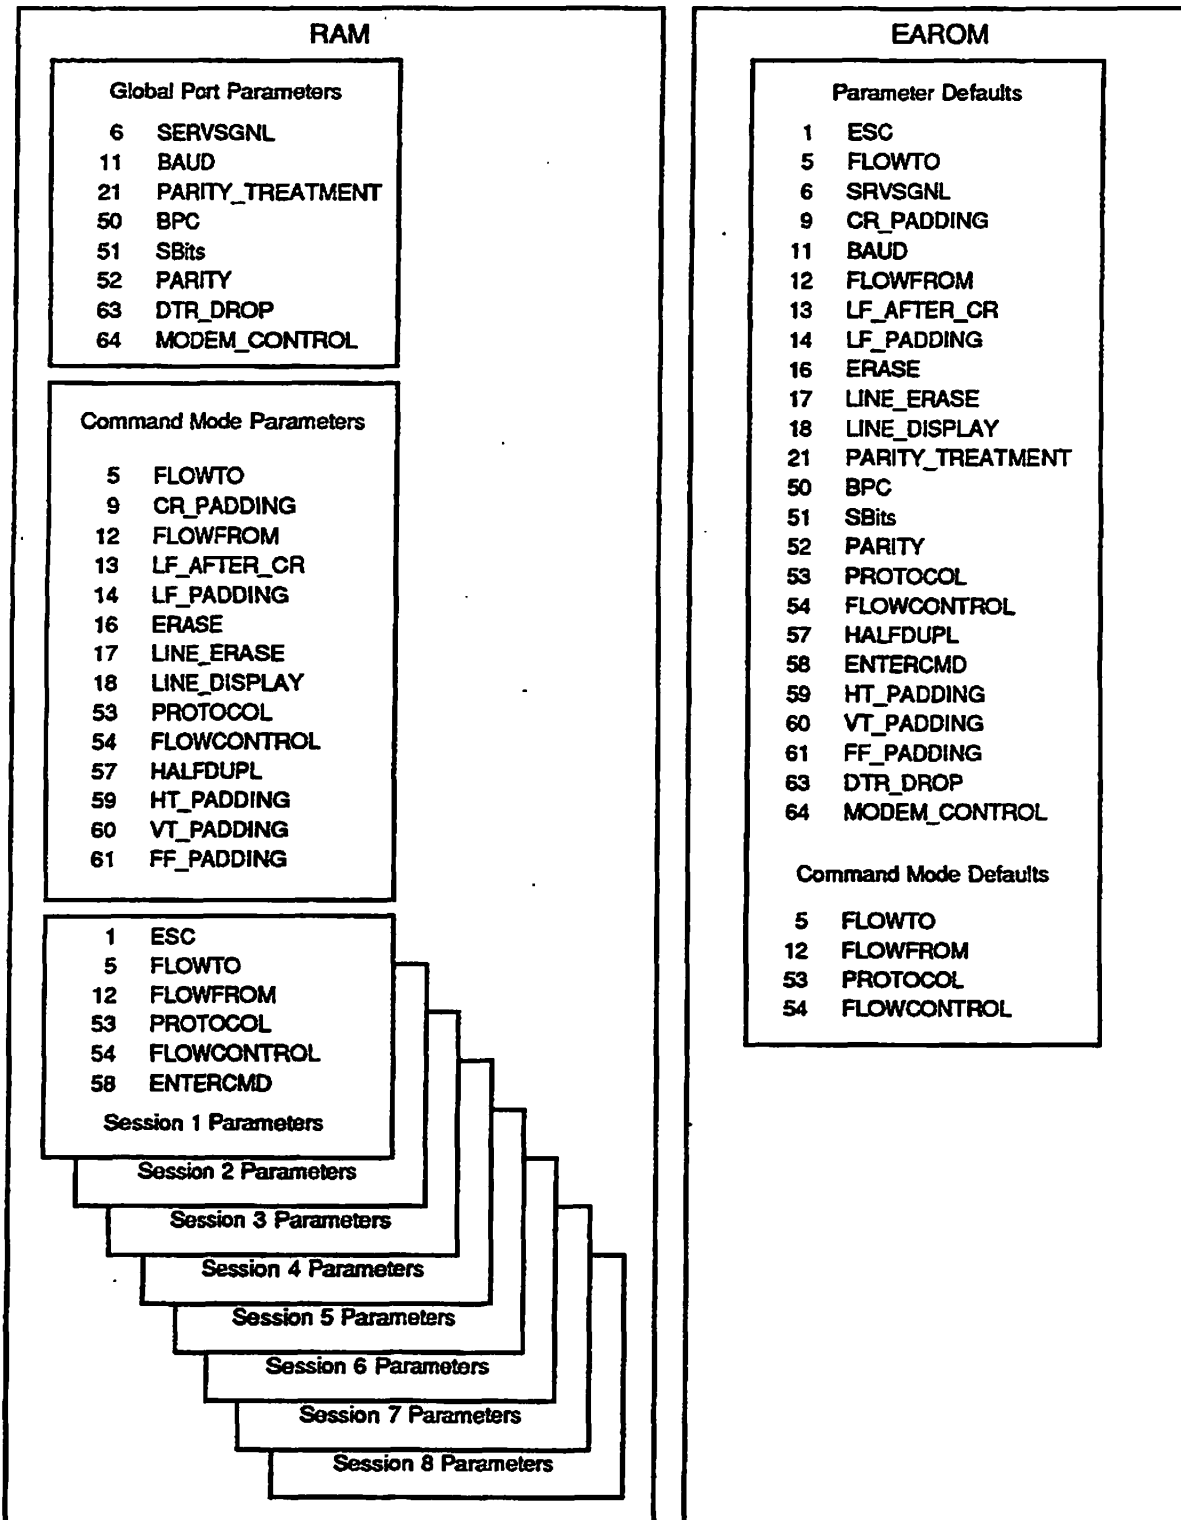 RAM
Global Port Parameters
6 SERVSGNL
11 BAUD
21 PARITY_TREATMENT
50 BPC
51 SBits
52 PARITY
63 DTR_DROP
64 MODEM_CONTROL
Command Mode Parameters
5 FLOWTO
9 CR_PADDING
12 FLOWFROM
13 LF_AFTER_CR
14 LF_PADDING
16 ERASE
17 LINE_ERASE
18 LINE_DISPLAY
53 PROTOCOL
54 FLOWCONTROL
57 HALFDUPL
59 HT_PADDING
60 VT_PADDING
61 FF_PADDING
1 ESC
5 FLOWTO
12 FLOWFROM
53 PROTOCOL
54 FLOWCONTROL
58 ENTERCMD
Session 1 Parameters
Session 2 Parameters
Session 3 Parameters
Session 4 Parameters
Session 5 Parameters
Session 6 Parameters
Session 7 Parameters
Session 8 Parameters
EAROM
Parameter Defaults
1 ESC
5 FLOWTO
6 SRVSGNL
9 CR_PADDING
11 BAUD
12 FLOWFROM
13 LF_AFTER_CR
14 LF_PADDING
16 ERASE
17 LINE_ERASE
18 LINE_DISPLAY
21 PARITY_TREATMENT
50 BPC
51 SBits
52 PARITY
53 PROTOCOL
54 FLOWCONTROL
57 HALFDUPL
58 ENTERCMD
59 HT_PADDING
60 VT_PADDING
61 FF_PADDING
63 DTR_DROP
64 MODEM_CONTROL
Command Mode Defaults
5 FLOWTO
12 FLOWFROM
53 PROTOCOL
54 FLOWCONTROL